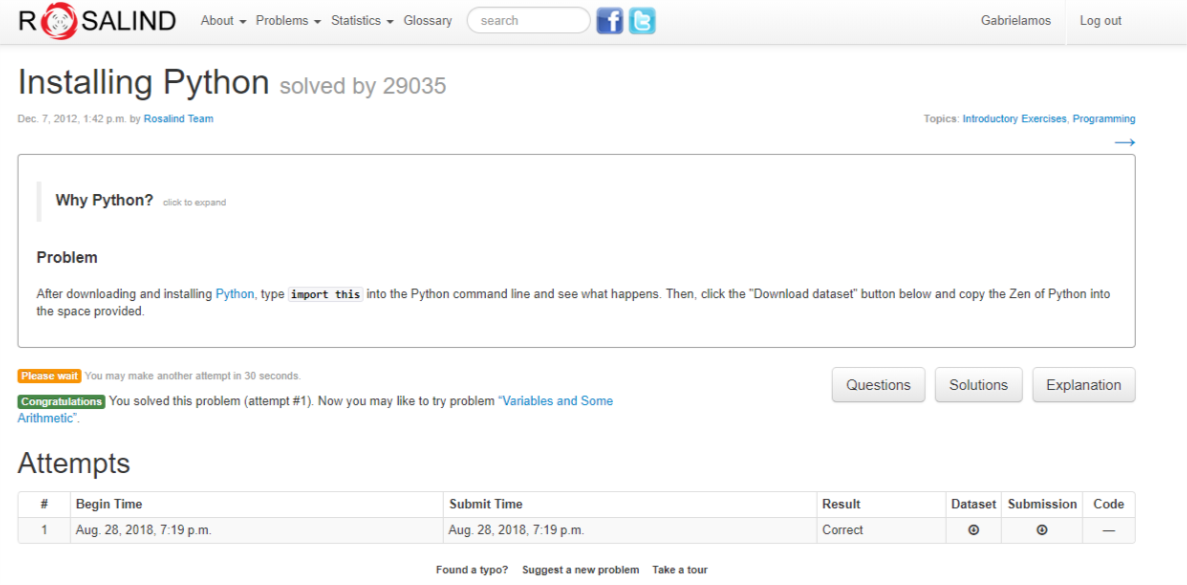 ROSALIND About Problems Statistics Glossary search Gabrielamos Log out
Installing Python solved by 29035
Dec. 7, 2012, 1:42 p.m. by Rosalind Team Topics: Introductory Exercises, Programming
→
Why Python? click to expand
Problem
After downloading and installing Python, type import this into the Python command line and see what happens. Then, click the "Download dataset" button below and copy the Zen of Python into
the space provided.
Please wait You may make another attempt in 30 seconds.
Questions Solutions Explanation
Congratulations You solved this problem (attempt #1). Now you may like to try problem “Variables and Some
Arithmetic”.
Attempts
# Begin Time Submit Time Result Dataset Submission Code
1 Aug. 28, 2018, 7:19 p.m. Aug. 28, 2018, 7:19 p.m. Correct —
Found a typo? Suggest a new problem Take a tour